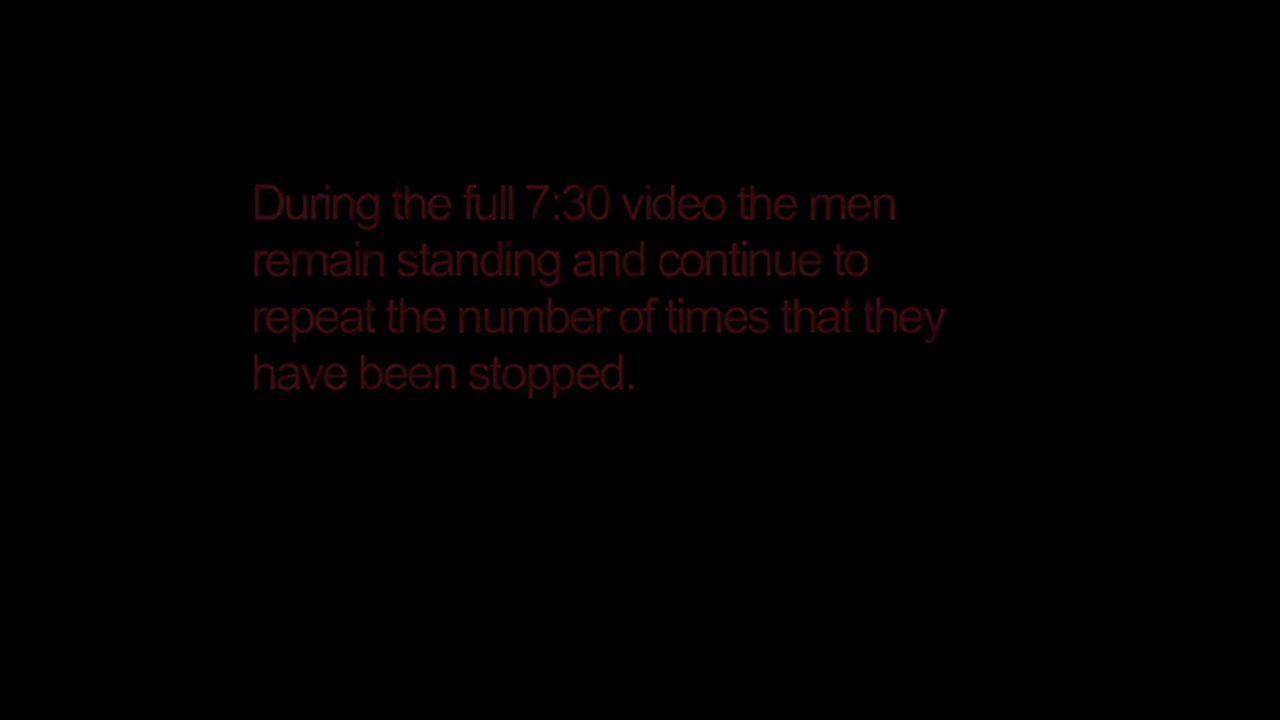 During the full 7:30 video the men
remain standing and continue to
repeat the number of times that they
have been stopped.